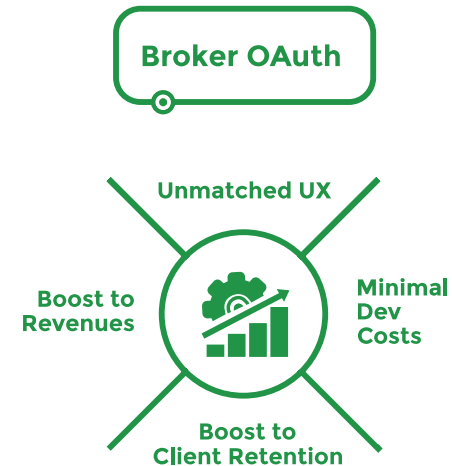 Broker OAuth
Unmatched UX
Boost to
Revenues
Minimal
Dev
Costs
Boost to
Client Retention